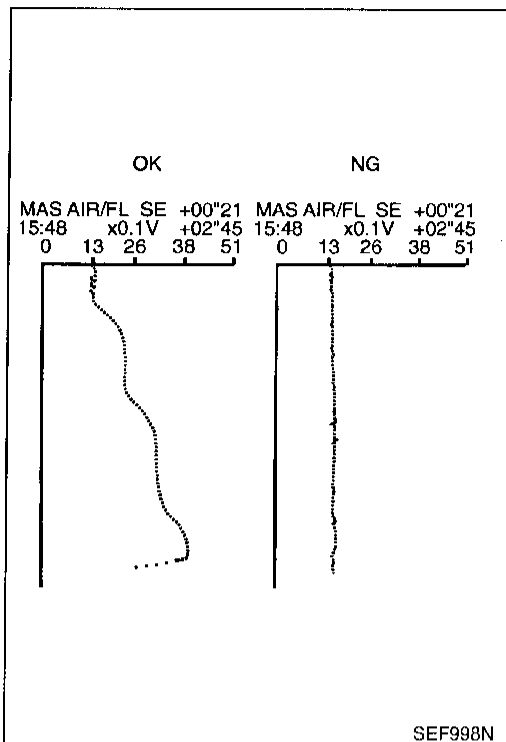 OK
MAS AIR/FL SE +00"21
15:48 x0.1V +02"45
0 13 26 38 51
NG
MAS AIR/FL SE +00"21
15:48 x0.1V +02"45
0 13 26 38 51
SEF998N